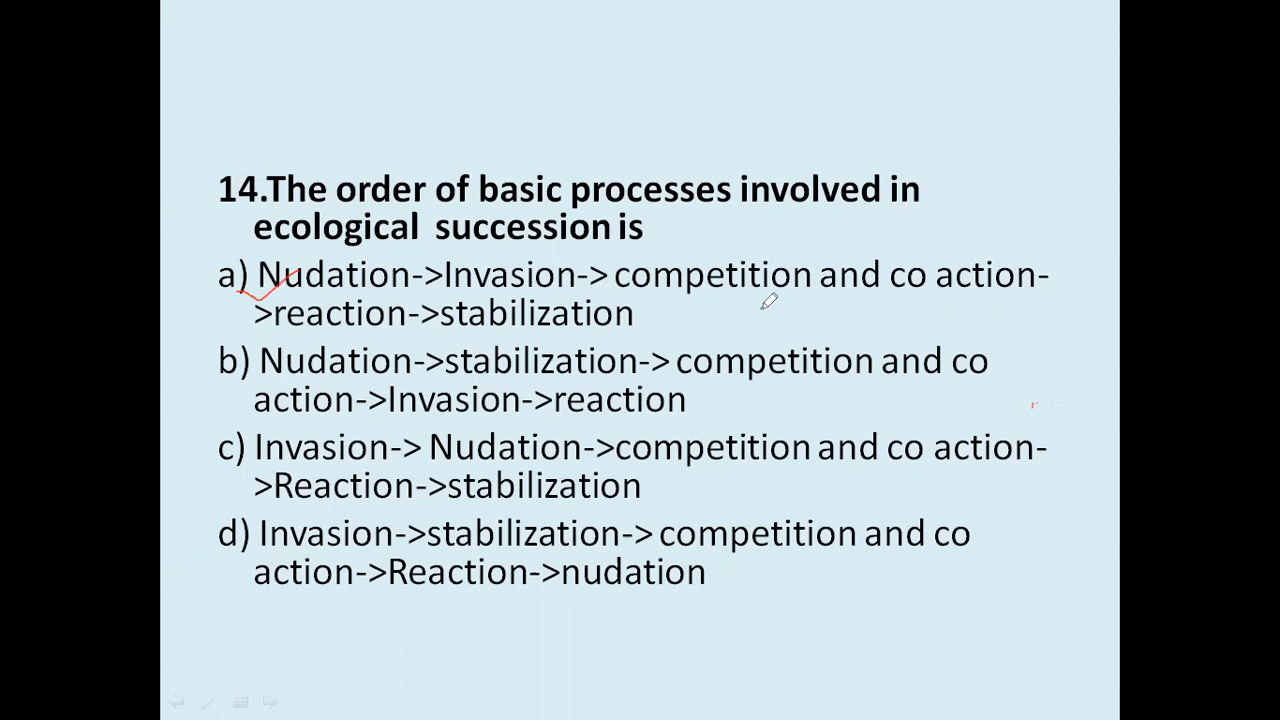 14.The order of basic processes involved in
ecological succession is
a) Nudation->Invasion-> competition and co action-
>reaction->stabilization
b) Nudation->stabilization-> competition and co
action->Invasion->reaction
c) Invasion-> Nudation->competition and co action-
>Reaction->stabilization
d) Invasion->stabilization-> competition and co
action->Reaction->nudation